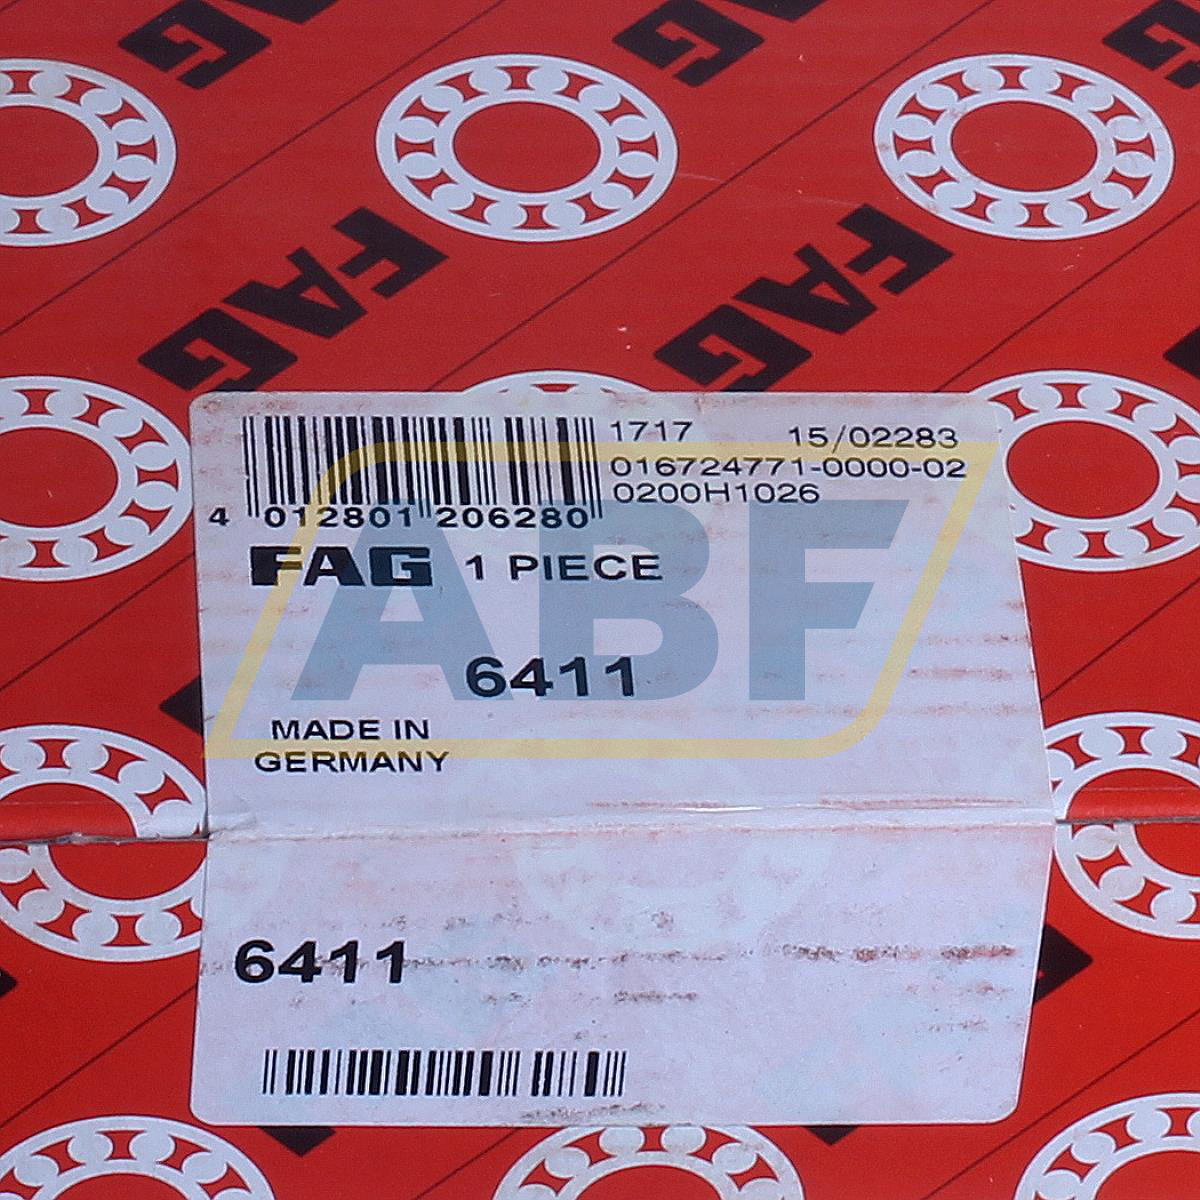 FAG
FAG
FAG
FAG
FAG
1717 15/02283
016724771-0000-02
0200H1026
4 012801 206280
FAG 1 PIECE
ABF
6411
MADE IN
GERMANY
6411